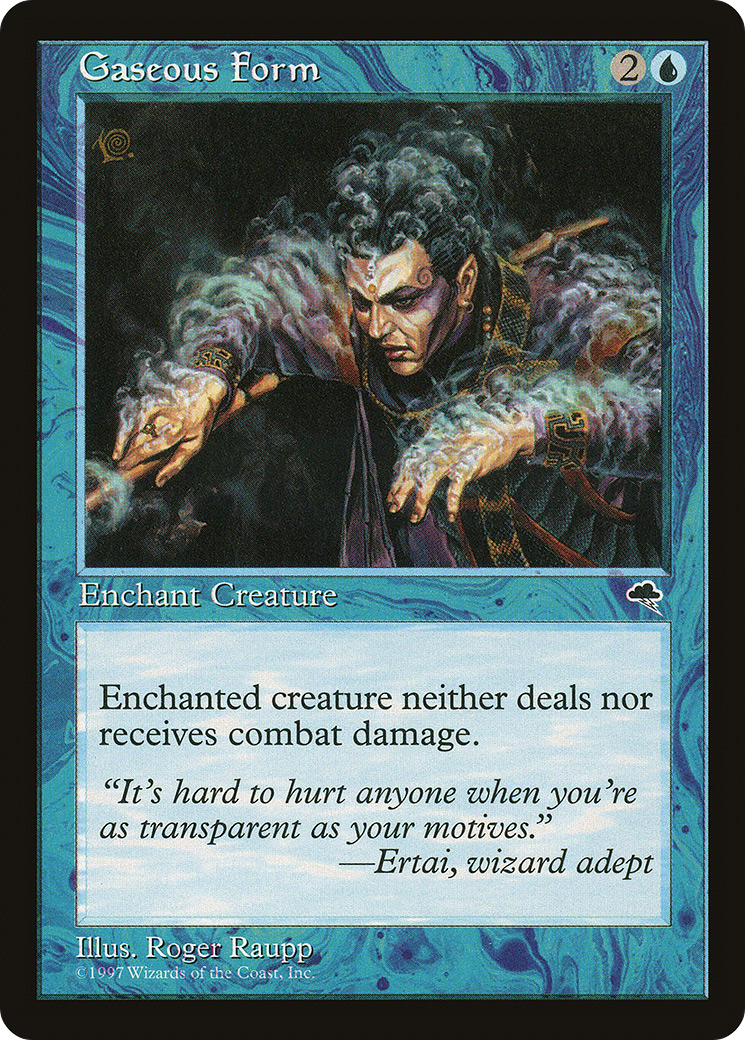 Gaseous Form 2
Enchant Creature
Enchanted creature neither deals nor
receives combat damage.
“It’s hard to hurt anyone when you’re
as transparent as your motives.”
—Ertai, wizard adept
Illus. Roger Raupp
©1997 Wizards of the Coast, Inc.